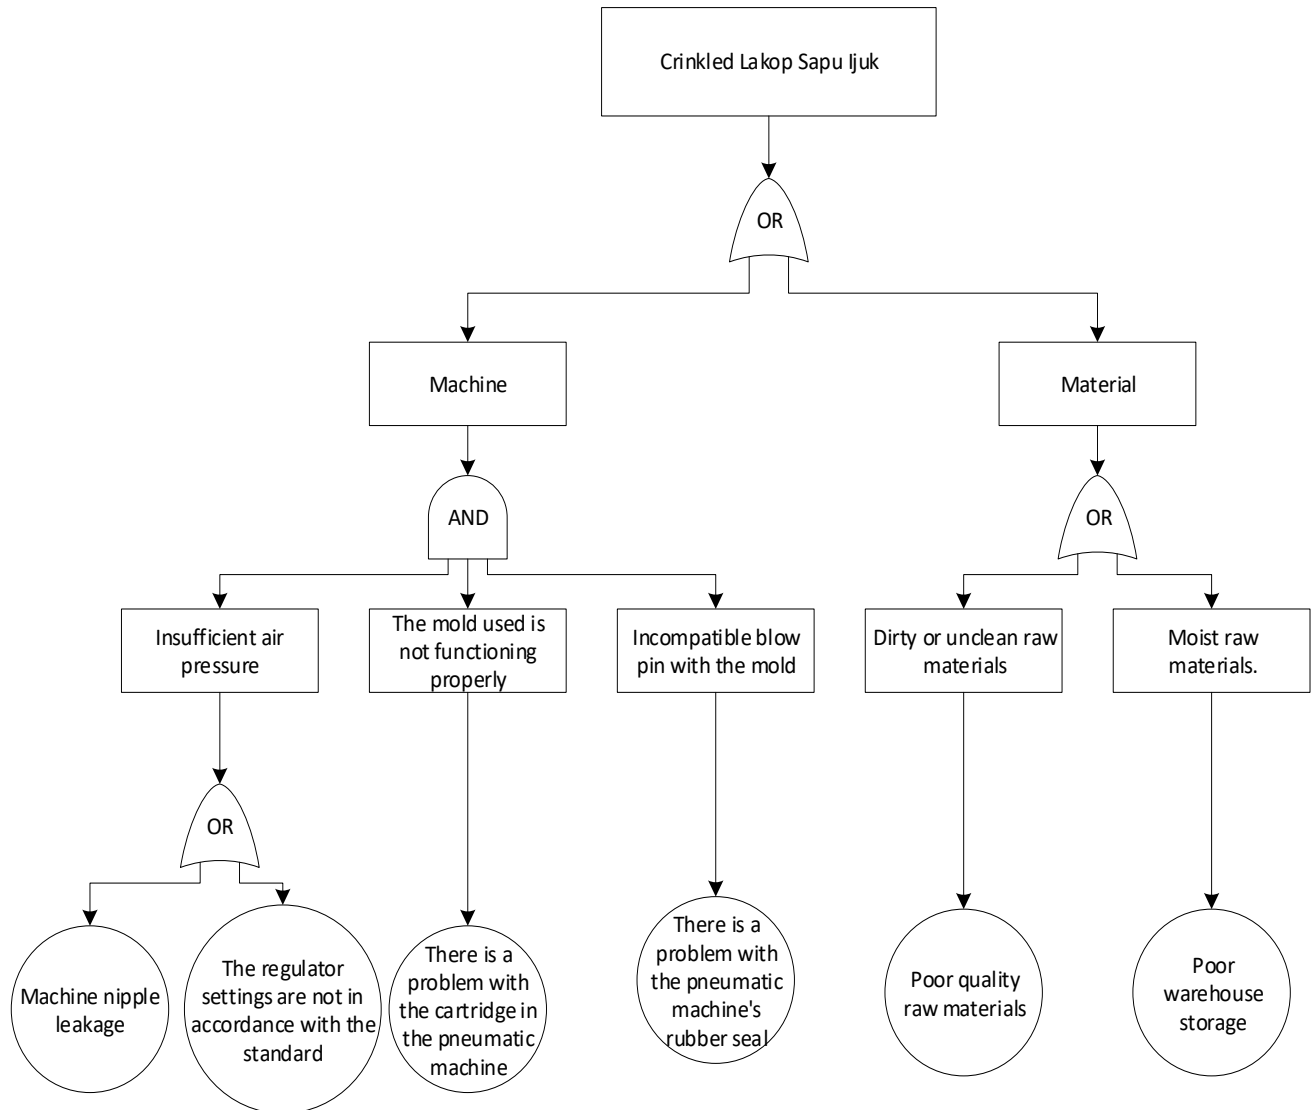 Crinkled Lakop Sapu Ijuk
OR
Machine
Material
AND
OR
Insufficient air
pressure
The mold used is
not functioning
properly
Incompatible blow
pin with the mold
Dirty or unclean raw
materials
Moist raw
materials.
OR
Machine nipple
leakage
The regulator
settings are not in
accordance with the
standard
There is a
problem with
the cartridge in
the pneumatic
machine
There is a
problem with
the pneumatic
machine's
rubber seal
Poor quality
raw materials
Poor
warehouse
storage